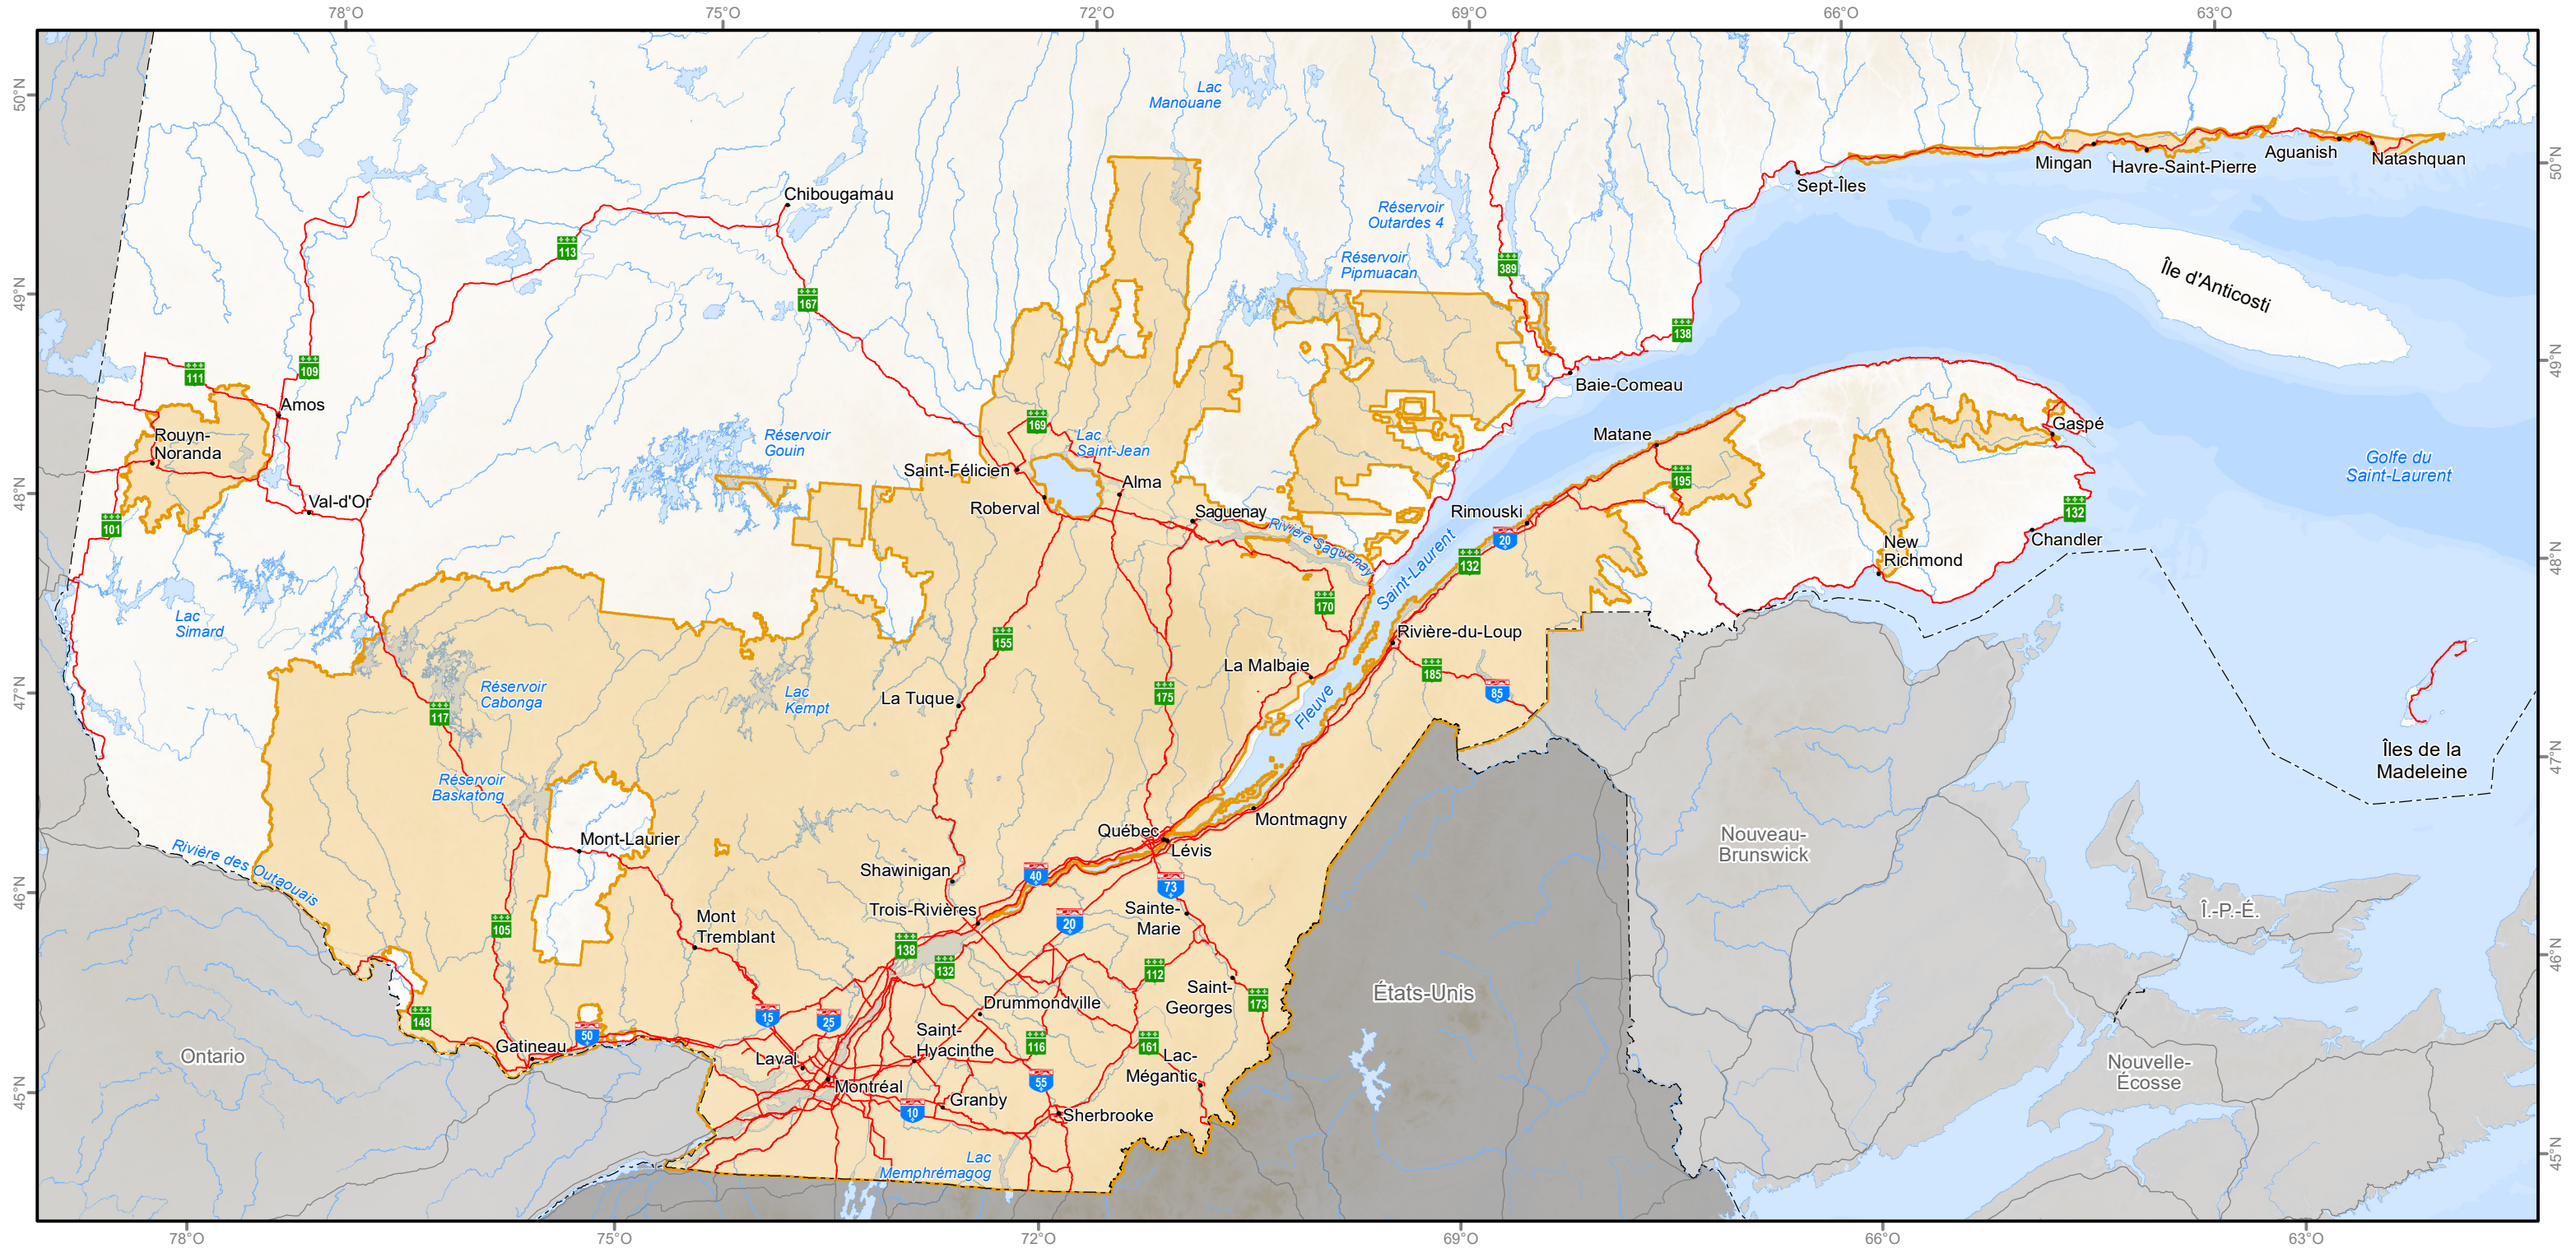 78°O
75°O
72°O
69°O
66°O
63°O
50°N
49°N
48°N
47°N
46°N
45°N
50°N
49°N
48°N
47°N
46°N
45°N
Lac
Manouane
Réservoir
Outardes 4
Réservoir
Pipmuacan
Chibougamau
113
167
389
138
Sept-Îles
Mingan
Havre-Saint-Pierre
Aguanish
Natashquan
Île d'Anticosti
111
109
Amos
Rouyn-
Noranda
Val-d'Or
101
Réservoir
Gouin
169
Lac
Saint-Jean
Saint-Félicien
Alma
Roberval
Saguenay
Rivière Saguenay
Baie-Comeau
Matane
195
Rimouski
20
132
Gaspé
132
Chandler
New
Richmond
Golfe du
Saint-Laurent
Lac
Simard
Réservoir
Cabonga
117
Lac
Kempt
155
La Tuque
175
170
La Malbaie
Fleuve
Saint-Laurent
Rivière-du-Loup
185
85
Îles de la
Madeleine
Réservoir
Baskatong
Mont-Laurier
Rivière des Outaouais
Québec
Lévis
Montmagny
Shawinigan
40
73
Trois-Rivières
20
Sainte-
Marie
Mont
Tremblant
105
138
132
112
Saint-
Georges
173
Drummondville
148
50
15
25
Gatineau
Laval
Saint-
Hyacinthe
116
161
Lac-
Mégantic
55
Montréal
10
Granby
Sherbrooke
Lac
Memphrémagog
Ontario
États-Unis
Nouveau-
Brunswick
Î.-P.-É.
Nouvelle-
Écosse
78°O
75°O
72°O
69°O
66°O
63°O